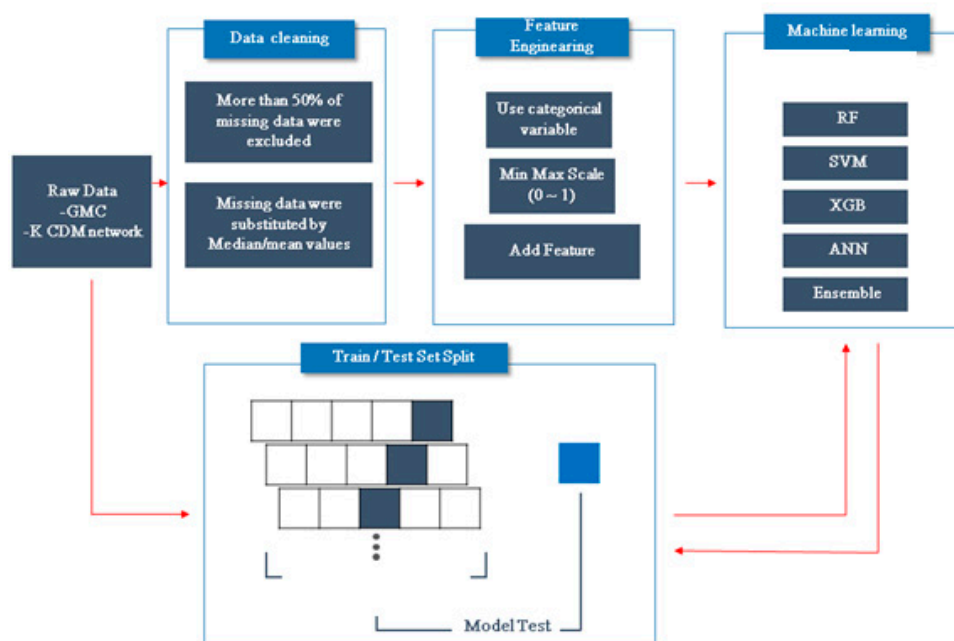 Data cleaning
More than 50% of
missing data were
excluded
Missing data were
substituted by
Median/mean values
Raw Data
-GMC
-K CDM network
Feature
Enginearing
Use categorical
variable
Min Max Scale
(0 ~ 1)
Add Feature
Machine learning
RF
SVM
XGB
ANN
Ensemble
Train / Test Set Split
Model Test